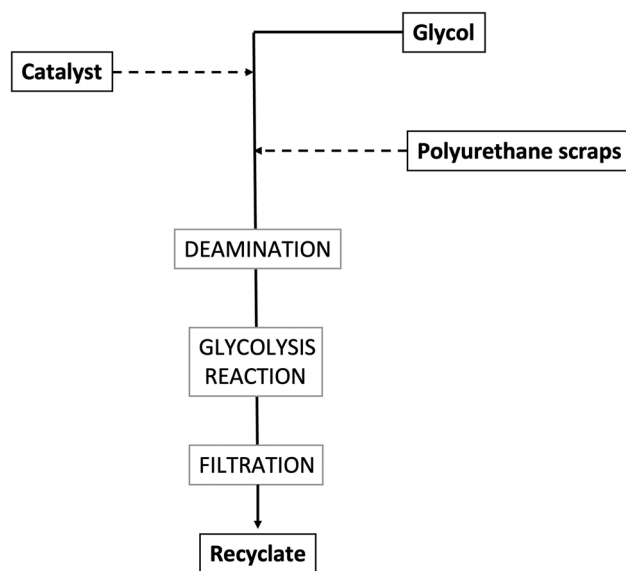 Glycol
Catalyst
Polyurethane scraps
DEAMINATION
GLYCOLYSIS
REACTION
FILTRATION
Recyclate